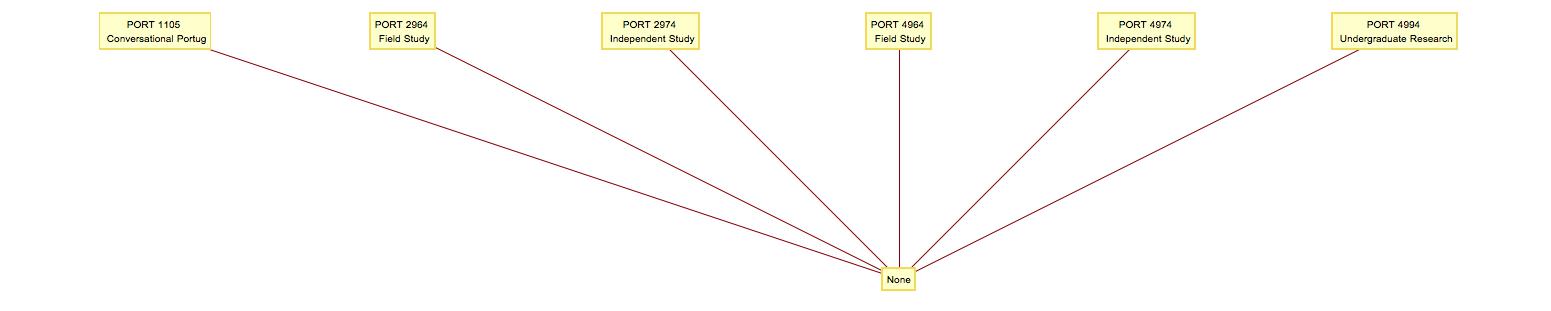 PORT 1105
Conversational Portug
PORT 2964
Field Study
PORT 2974
Independent Study
PORT 4964
Field Study
PORT 4974
Independent Study
PORT 4994
Undergraduate Research
None